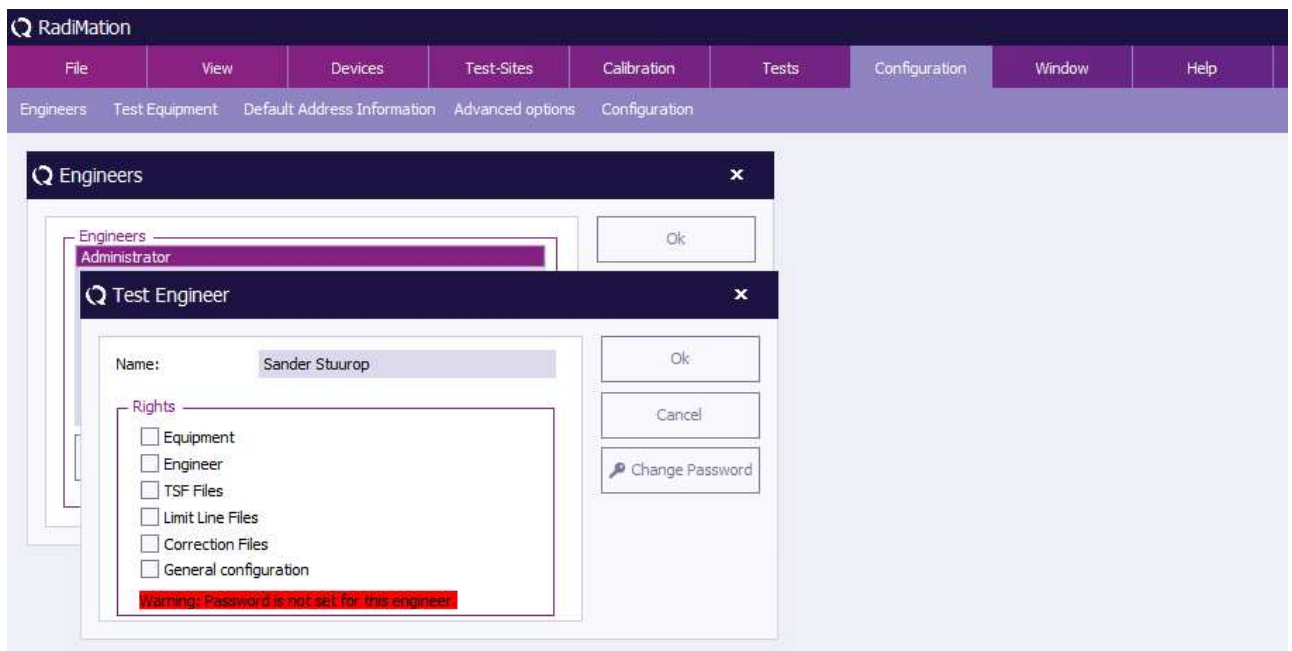 RadiMation
File View Devices Test-Sites Calibration Tests Configuration Window Help
Engineers Test Equipment Default Address Information Advanced options Configuration
Engineers x
Engineers
Ok
Administrator
Test Engineer x
Name: Sander Stuurop
Ok
Rights
Cancel
Equipment
Engineer
Change Password
TSF Files
Limit Line Files
Correction Files
General configuration
Warning: Password is not set for this engineer.